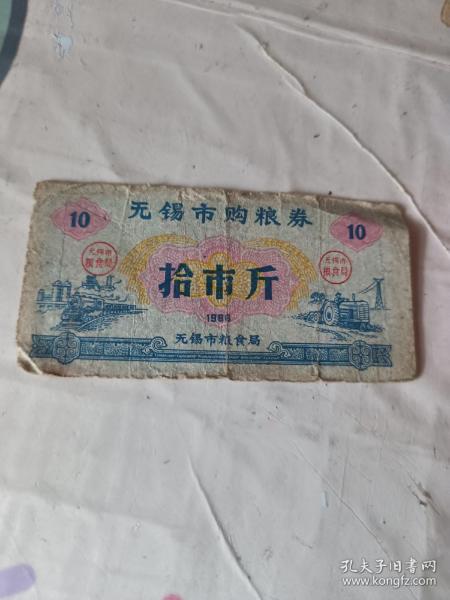 10
无锡市购粮券
10
无锡市
粮食局
拾市斤
无锡市
粮食局
1986
无锡市粮食局
孔夫子旧书网
www.kongfz.com